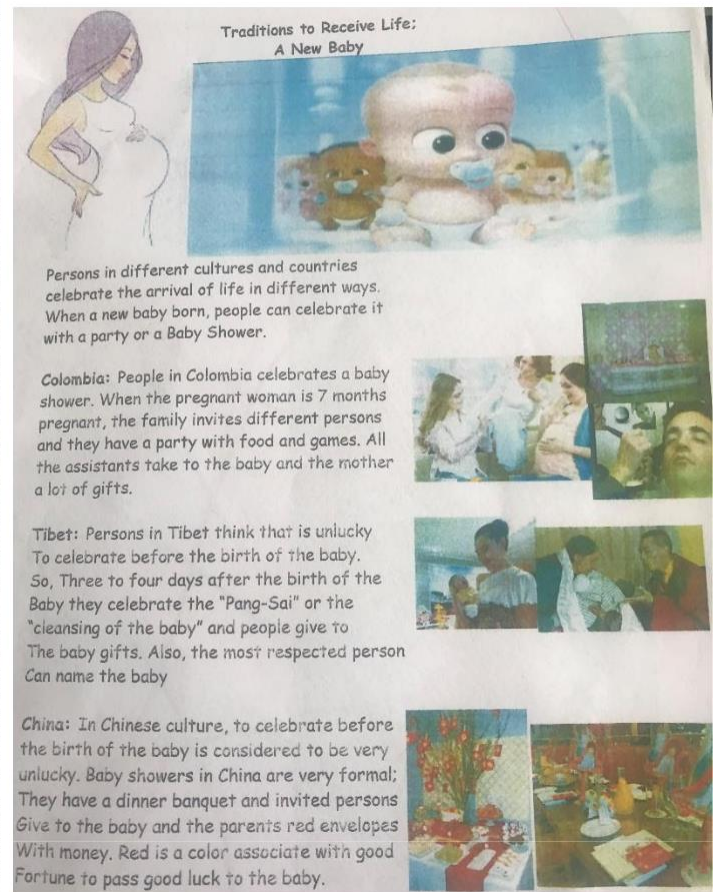 Traditions to Receive Life:
A New Baby
Persons in different cultures and countries
celebrate the arrival of life in different ways.
When a new baby born, people can celebrate it
with a party or a Baby Shower.
Colombia: People in Colombia celebrates a baby
shower. When the pregnant woman is 7 months
pregnant, the family invites different persons
and they have a party with food and games. All
the assistants take to the baby and the mother
a lot of gifts.
Tibet: Persons in Tibet think that is unlucky
To celebrate before the birth of the baby.
So, Three to four days after the birth of the
Baby they celebrate the "Pang-Sai" or the
"cleansing of the baby" and people give to
The baby gifts. Also, the most respected person
Can name the baby
China: In Chinese culture, to celebrate before
the birth of the baby is considered to be very
unlucky. Baby showers in China are very formal;
They have a dinner banquet and invited persons
Give to the baby and the parents red envelopes
With money. Red is a color associate with good
Fortune to pass good luck to the baby.